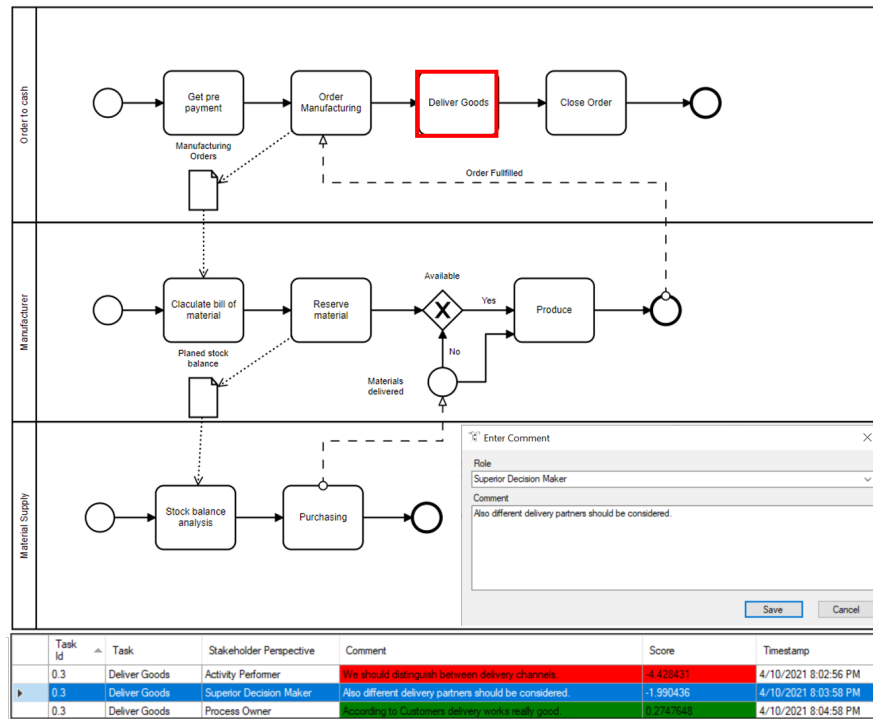 Order to cash
Get pre
payment
Order
Manufacturing
Deliver Goods
Close Order
Manufacturing
Orders
Order Fullfilled
Manufacturer
Claculate bill of
material
Reserve
material
Available
Yes
Produce
No
Planed stock
balance
Materials
delivered
Material Supply
Stock balance
analysis
Purchasing
Enter Comment
Role
Superior Decision Maker
Comment
Also different delivery partners should be considered.
Save Cancel
Task Id Task Stakeholder Perspective Comment Score Timestamp
0.3 Deliver Goods Activity Performer We should distinguish between delivery channels. -4.428431 4/10/2021 8:02:56 PM
0.3 Deliver Goods Superior Decision Maker Also different delivery partners should be considered. -1.990436 4/10/2021 8:03:58 PM
0.3 Deliver Goods Process Owner According to Customers delivery works really good. 0.2747648 4/10/2021 8:04:58 PM